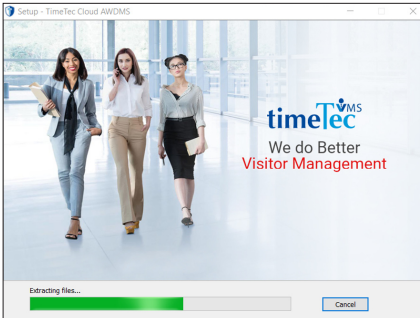 Setup - TimeTec Cloud AWDMS
timeTec VMS
We do Better
Visitor Management
Extracting files...
Cancel